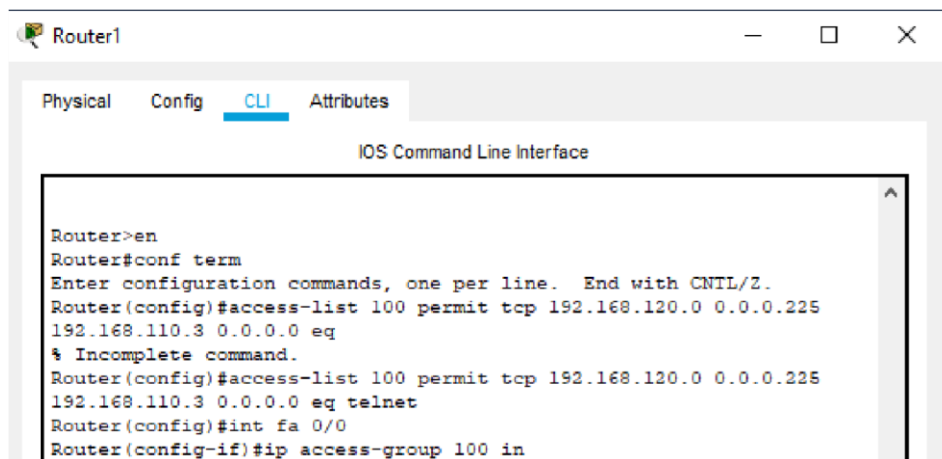 Router1
Physical Config CLI Attributes
IOS Command Line Interface
Router>en
Router#conf term
Enter configuration commands, one per line.  End with CNTL/Z.
Router(config)#access-list 100 permit tcp 192.168.120.0 0.0.0.225
192.168.110.3 0.0.0.0 eq
% Incomplete command.
Router(config)#access-list 100 permit tcp 192.168.120.0 0.0.0.225
192.168.110.3 0.0.0.0 eq telnet
Router(config)#int fa 0/0
Router(config-if)#ip access-group 100 in